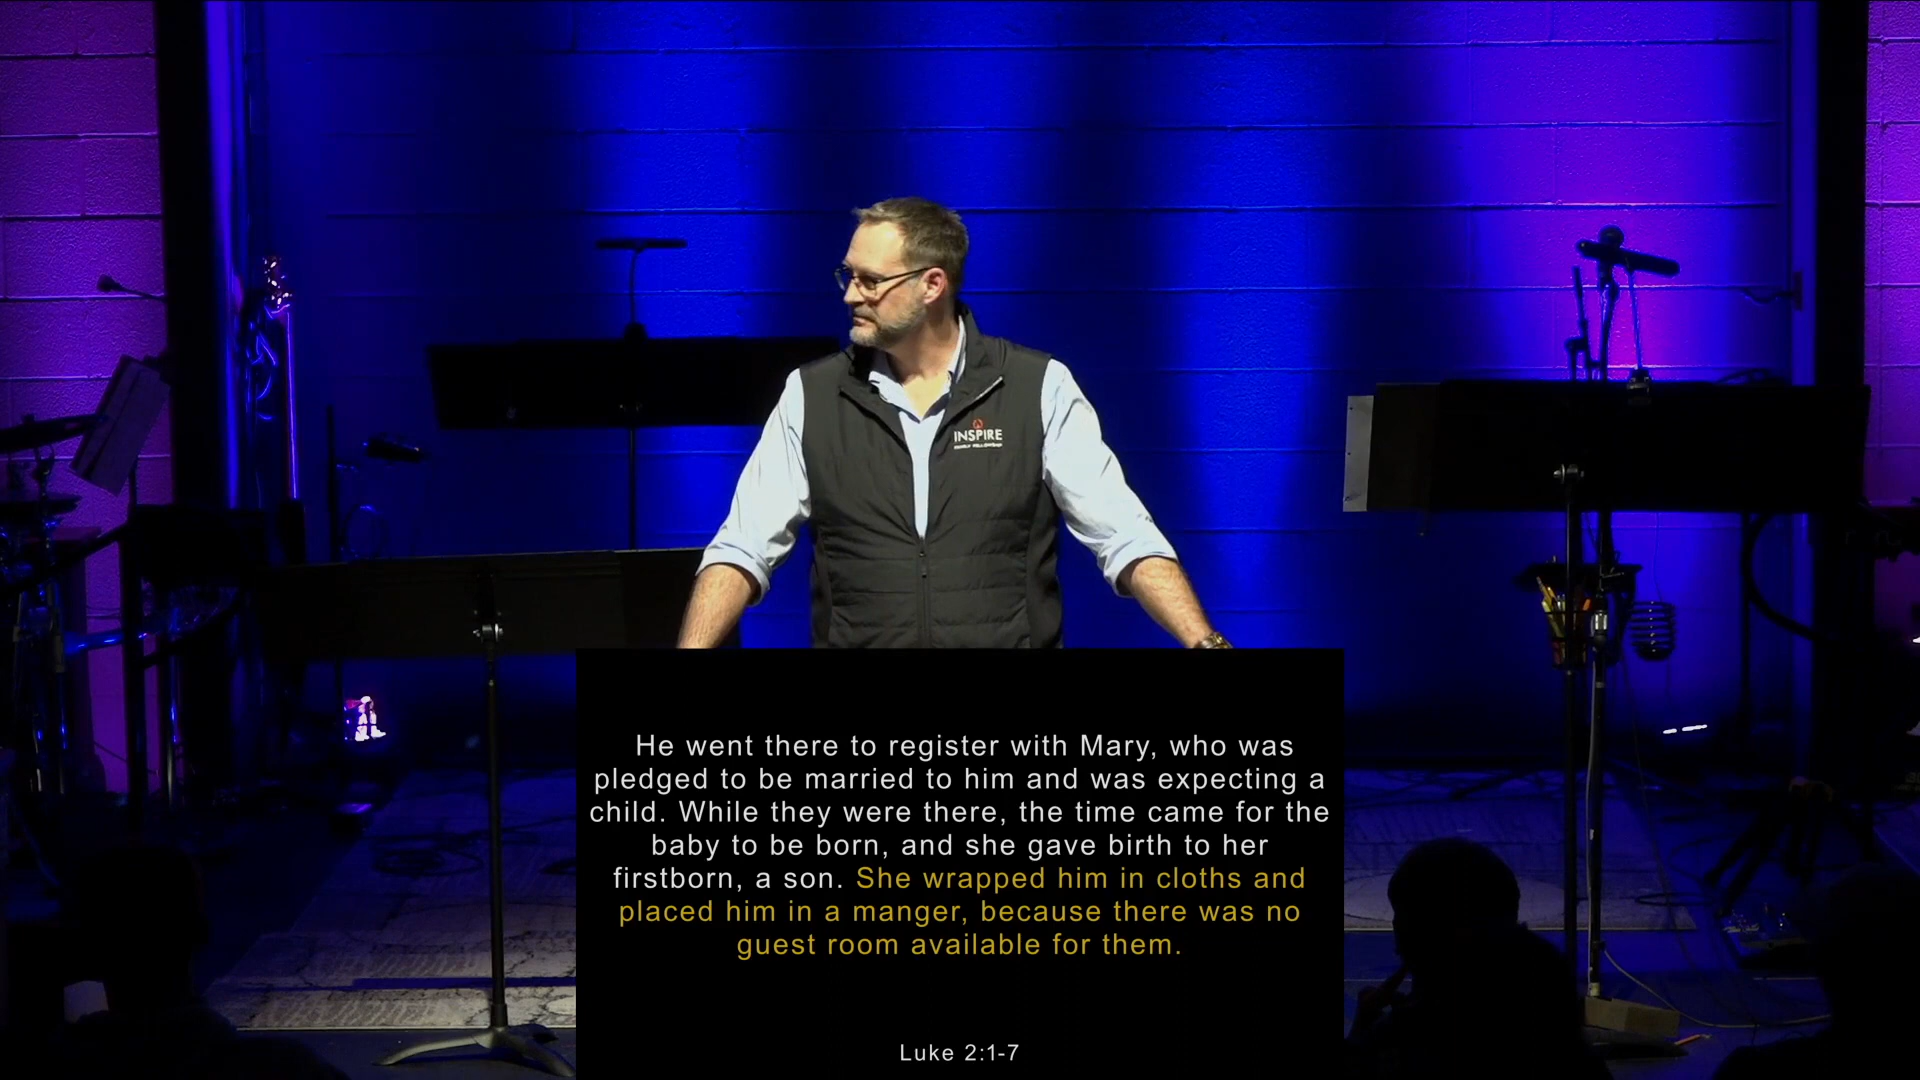 INSPIRE
FAMILY FELLOWSHIP
He went there to register with Mary, who was
pledged to be married to him and was expecting a
child. While they were there, the time came for the
baby to be born, and she gave birth to her
firstborn, a son. She wrapped him in cloths and
placed him in a manger, because there was no
guest room available for them.
Luke 2:1-7